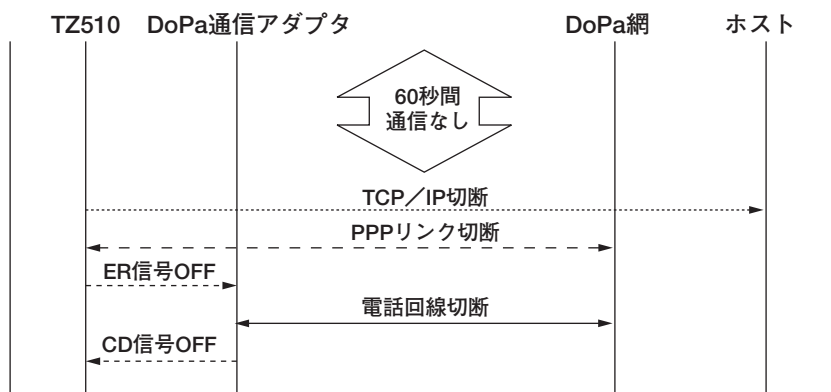 TZ510 DoPa通信アダプタ DoPa網 ホスト
60秒間
通信なし
TCP／IP切断
PPPリンク切断
ER信号OFF
電話回線切断
CD信号OFF